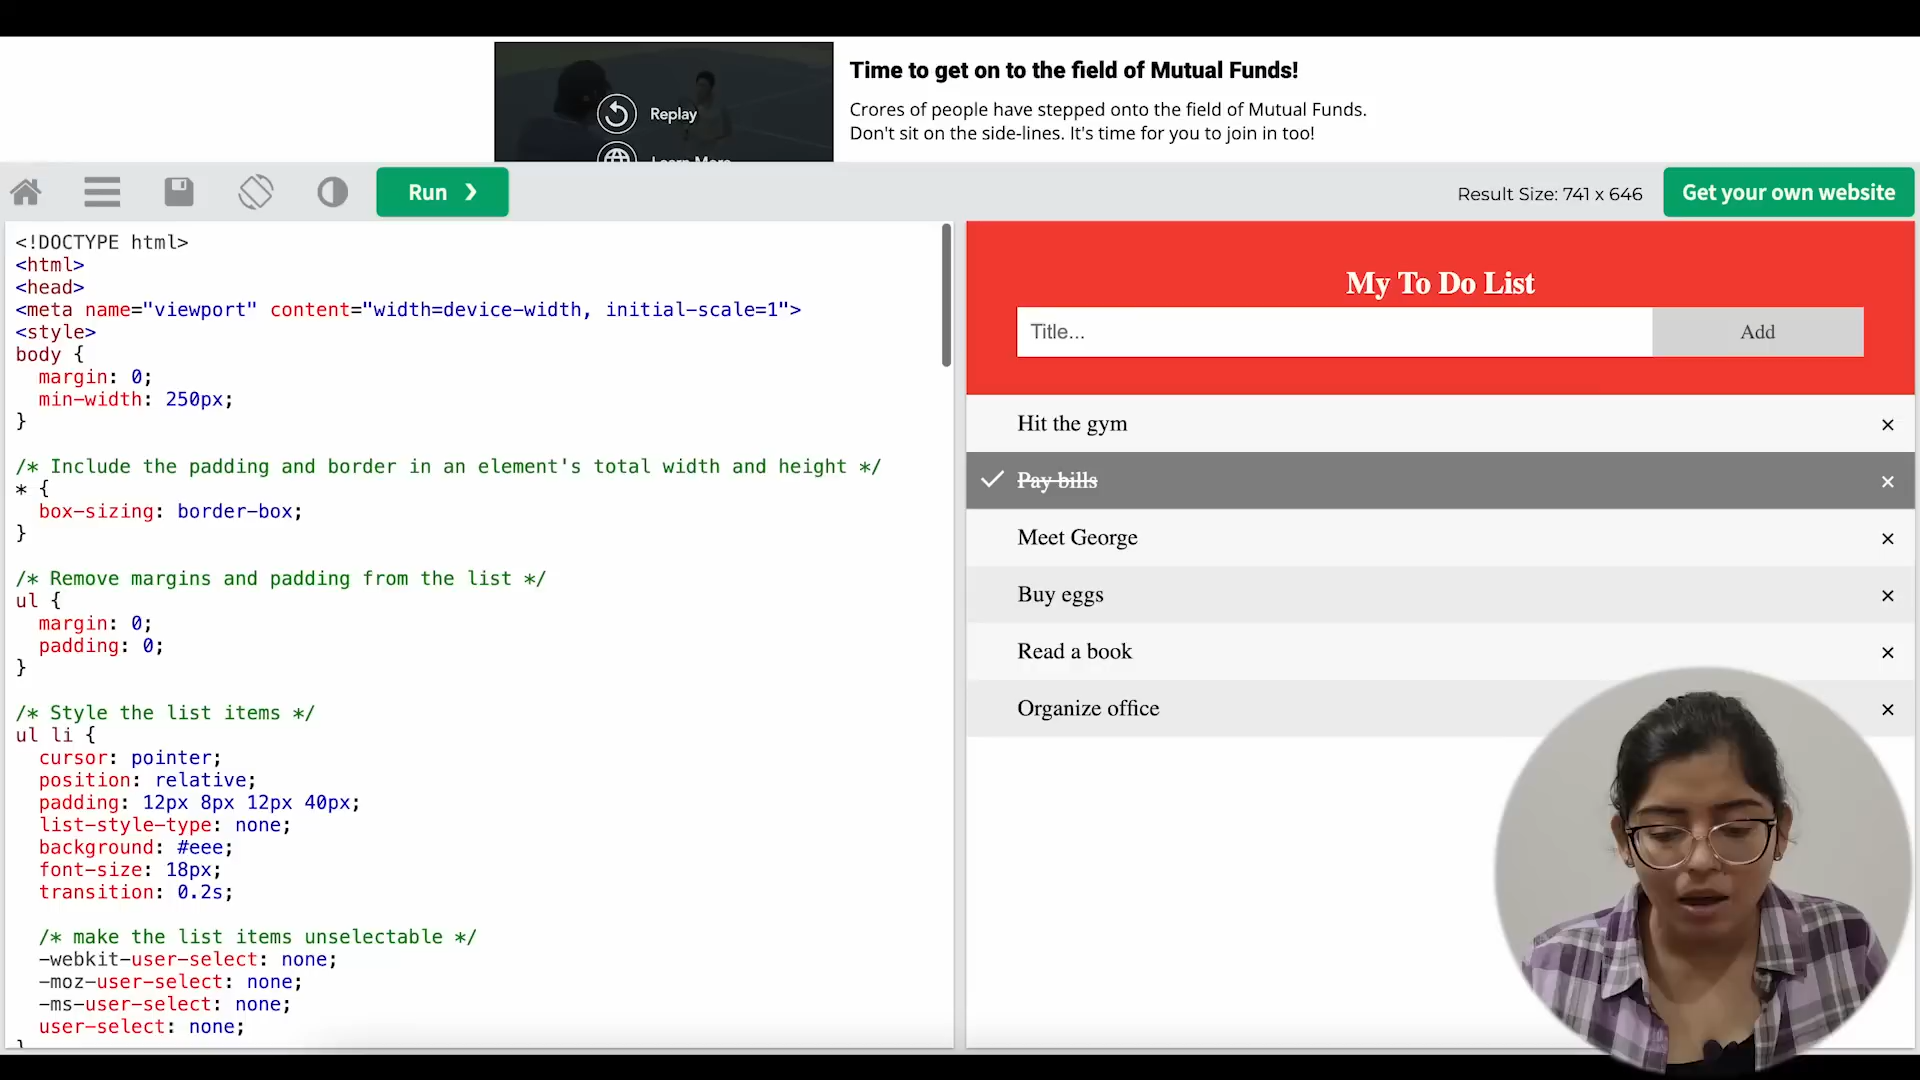 Time to get on to the field of Mutual Funds!
Crores of people have stepped onto the field of Mutual Funds.
Don't sit on the side-lines. It's time for you to join in too!
Replay
Learn More
Run ❯
Result Size: 741 x 646
Get your own website
<!DOCTYPE html>
<html>
<head>
<meta name="viewport" content="width=device-width, initial-scale=1">
<style>
body {
  margin: 0;
  min-width: 250px;
}
/* Include the padding and border in an element's total width and height */
* {
  box-sizing: border-box;
}
/* Remove margins and padding from the list */
ul {
  margin: 0;
  padding: 0;
}
/* Style the list items */
ul li {
  cursor: pointer;
  position: relative;
  padding: 12px 8px 12px 40px;
  list-style-type: none;
  background: #eee;
  font-size: 18px;
  transition: 0.2s;
  /* make the list items unselectable */
  -webkit-user-select: none;
  -moz-user-select: none;
  -ms-user-select: none;
  user-select: none;
}
My To Do List
Title...
Add
Hit the gym ×
Pay bills ×
Meet George ×
Buy eggs ×
Read a book ×
Organize office ×